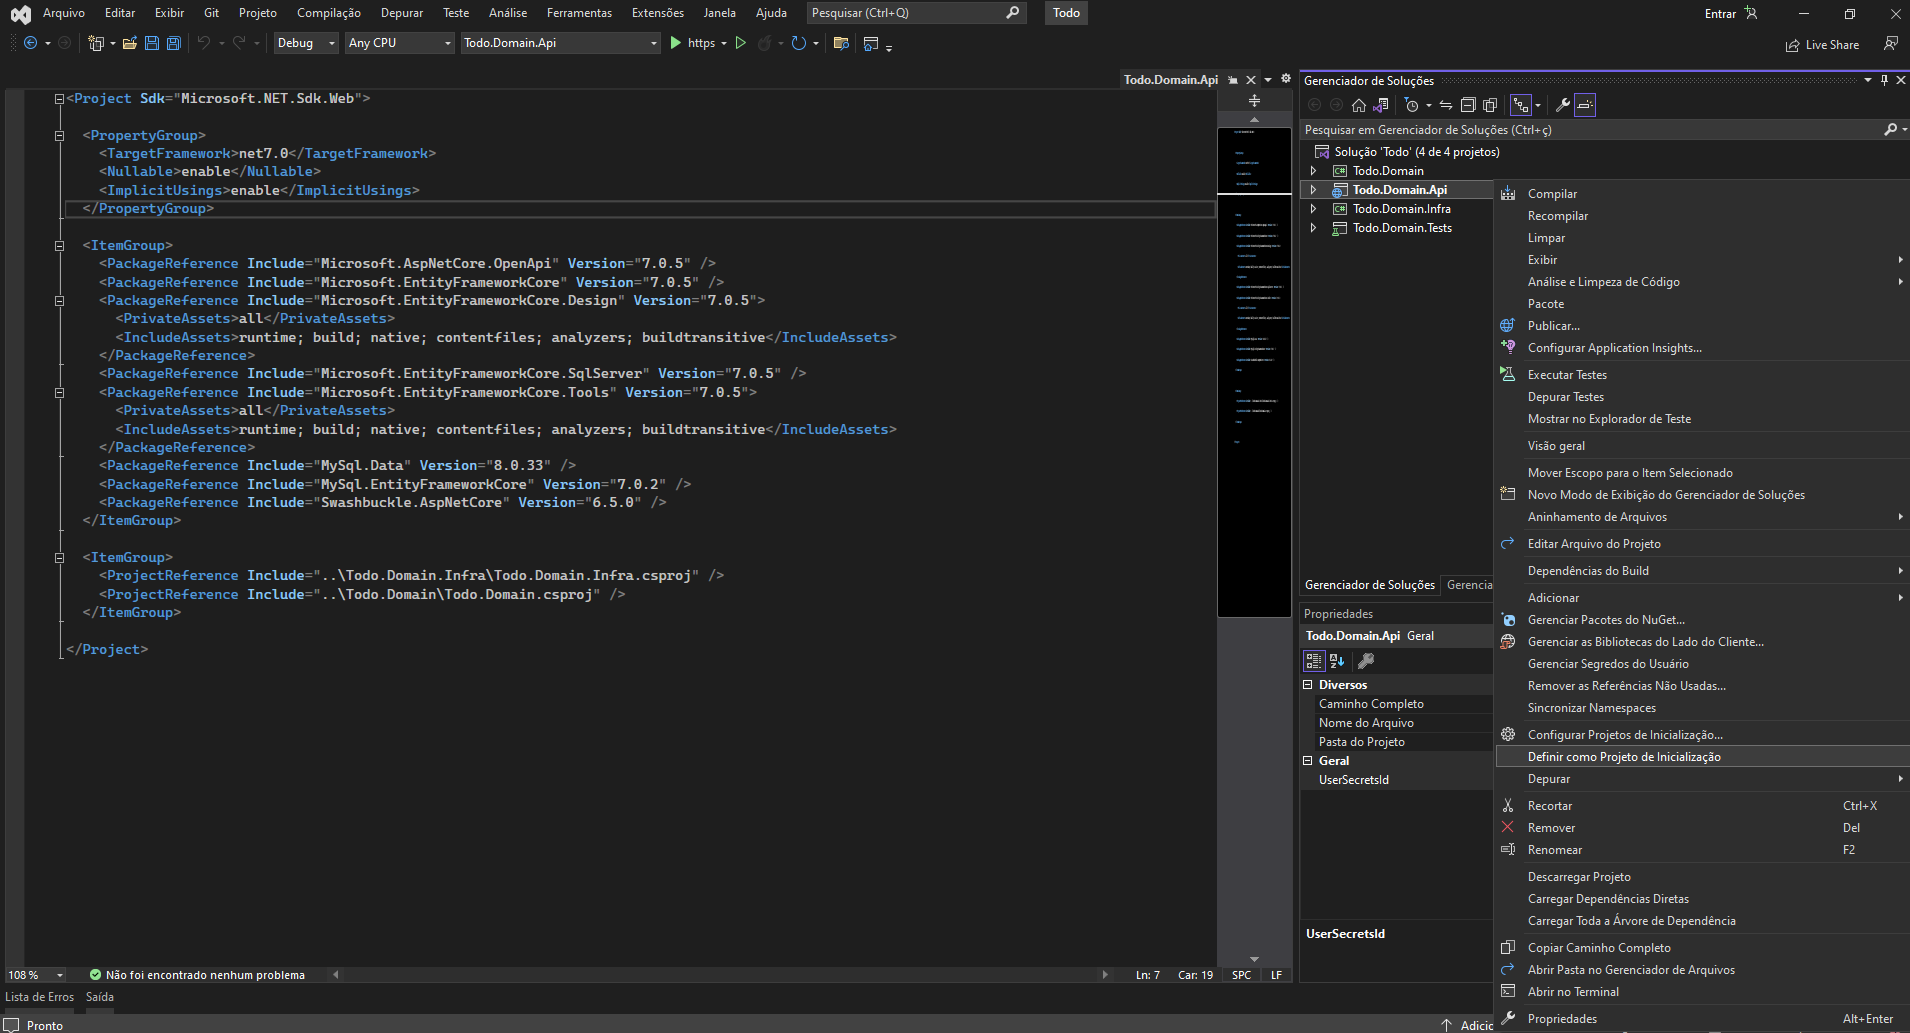 Arquivo Editar Exibir Git Projeto Compilação Depurar Teste Análise Ferramentas Extensões Janela Ajuda Pesquisar (Ctrl+Q) Todo Entrar
Debug Any CPU Todo.Domain.Api https Live Share
Todo.Domain.Api
<Project Sdk="Microsoft.NET.Sdk.Web">
<PropertyGroup>
<TargetFramework>net7.0</TargetFramework>
<Nullable>enable</Nullable>
<ImplicitUsings>enable</ImplicitUsings>
</PropertyGroup>
<ItemGroup>
<PackageReference Include="Microsoft.AspNetCore.OpenApi" Version="7.0.5" />
<PackageReference Include="Microsoft.EntityFrameworkCore" Version="7.0.5" />
<PackageReference Include="Microsoft.EntityFrameworkCore.Design" Version="7.0.5">
<PrivateAssets>all</PrivateAssets>
<IncludeAssets>runtime; build; native; contentfiles; analyzers; buildtransitive</IncludeAssets>
</PackageReference>
<PackageReference Include="Microsoft.EntityFrameworkCore.SqlServer" Version="7.0.5" />
<PackageReference Include="Microsoft.EntityFrameworkCore.Tools" Version="7.0.5">
<PrivateAssets>all</PrivateAssets>
<IncludeAssets>runtime; build; native; contentfiles; analyzers; buildtransitive</IncludeAssets>
</PackageReference>
<PackageReference Include="MySql.Data" Version="8.0.33" />
<PackageReference Include="MySql.EntityFrameworkCore" Version="7.0.2" />
<PackageReference Include="Swashbuckle.AspNetCore" Version="6.5.0" />
</ItemGroup>
<ItemGroup>
<ProjectReference Include="..\Todo.Domain.Infra\Todo.Domain.Infra.csproj" />
<ProjectReference Include="..\Todo.Domain\Todo.Domain.csproj" />
</ItemGroup>
</Project>
108 % Não foi encontrado nenhum problema Ln: 7 Car: 19 SPC LF
Lista de Erros Saída
Pronto
Gerenciador de Soluções
Pesquisar em Gerenciador de Soluções (Ctrl+ç)
Solução 'Todo' (4 de 4 projetos)
C# Todo.Domain
Todo.Domain.Api
C# Todo.Domain.Infra
Todo.Domain.Tests
Gerenciador de Soluções Gerencia
Propriedades
Todo.Domain.Api Geral
Diversos
Caminho Completo
Nome do Arquivo
Pasta do Projeto
Geral
UserSecretsId
UserSecretsId
Adicio
Compilar
Recompilar
Limpar
Exibir
Análise e Limpeza de Código
Pacote
Publicar...
Configurar Application Insights...
Executar Testes
Depurar Testes
Mostrar no Explorador de Teste
Visão geral
Mover Escopo para o Item Selecionado
Novo Modo de Exibição do Gerenciador de Soluções
Aninhamento de Arquivos
Editar Arquivo do Projeto
Dependências do Build
Adicionar
Gerenciar Pacotes do NuGet...
Gerenciar as Bibliotecas do Lado do Cliente...
Gerenciar Segredos do Usuário
Remover as Referências Não Usadas...
Sincronizar Namespaces
Configurar Projetos de Inicialização...
Definir como Projeto de Inicialização
Depurar
Recortar Ctrl+X
Remover Del
Renomear F2
Descarregar Projeto
Carregar Dependências Diretas
Carregar Toda a Árvore de Dependência
Copiar Caminho Completo
Abrir Pasta no Gerenciador de Arquivos
Abrir no Terminal
Propriedades Alt+Enter